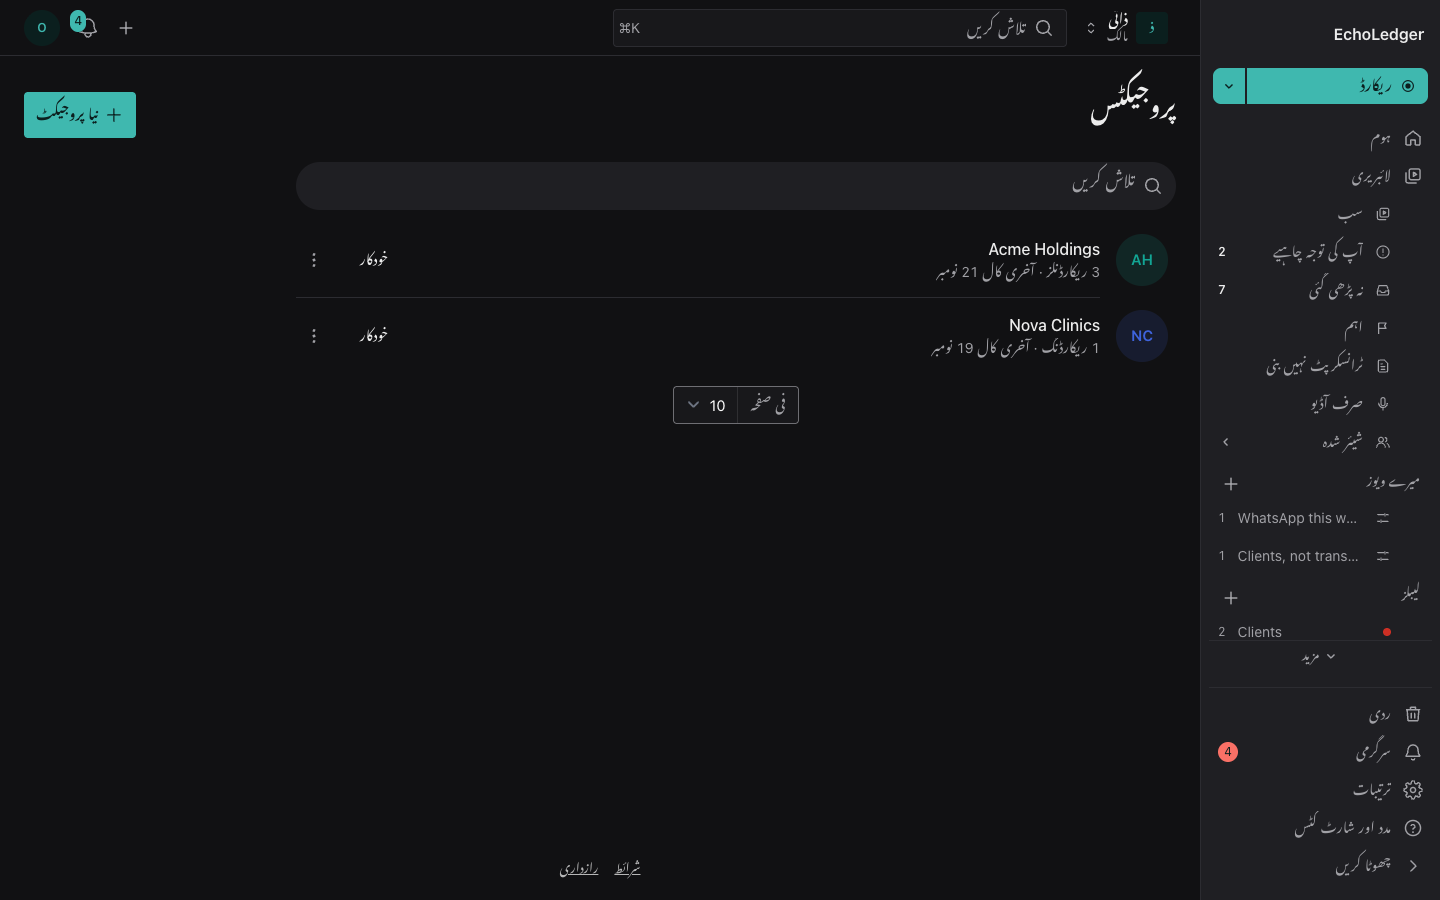 EchoLedger
ریکارڈ
ہوم
لائبریری
سب
آپ کی توجہ چاہیے 2
نہ پڑھی گئی 7
اہم
ٹرانسکرپٹ نہیں بنی
صرف آڈیو
شیئر شدہ
میرے ویوز
WhatsApp this w... 1
Clients, not trans... 1
لیبلز
Clients 2
مزید
ردی
سرگرمی 4
ترتیبات
مدد اور شارٹ کٹس
چھوٹا کریں
ذ
ذاتی
مالک
تلاش کریں ⌘K
4
O
پروجیکٹس
نیا پروجیکٹ
تلاش کریں
AH
Acme Holdings
3 ریکارڈنگز · آخری کال 21 نومبر
خودکار
NC
Nova Clinics
1 ریکارڈنگ · آخری کال 19 نومبر
خودکار
فی صفحہ 10
شرائط رازداری